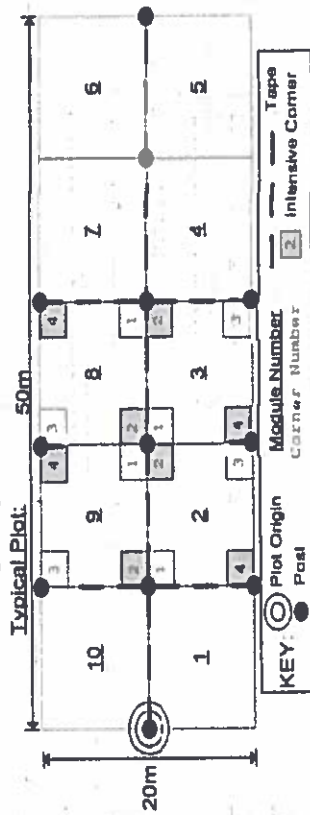 Typical Plot:
50m
20m
10 9 8 7 6
3 4 3 4
2 1 2 1
1 2 1 2
4 3 4 3
1 2 3 4 5
KEY: Plot Origin Module Number Tape
Post Corner Number 2 Intensive Corner